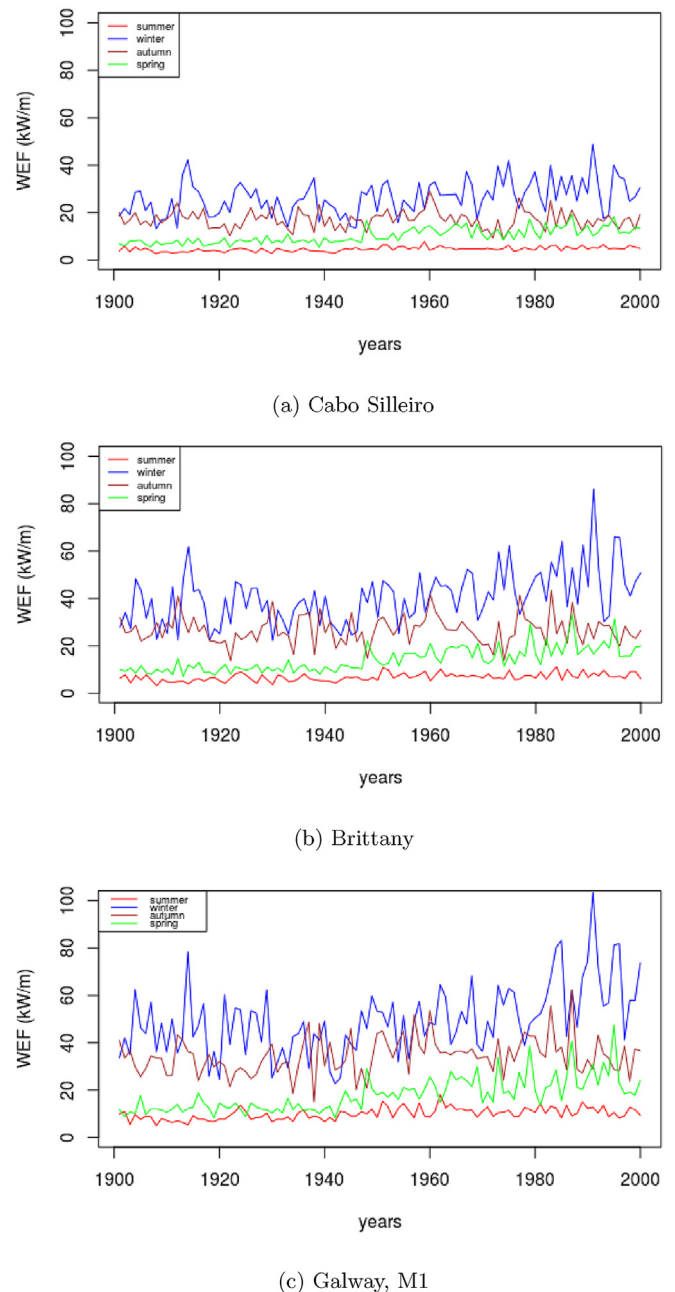 100
80
60
40
20
0
WEF (kW/m)
summer
winter
autumn
spring
1900 1920 1940 1960 1980 2000
years
(a) Cabo Silleiro
100
80
60
40
20
0
WEF (kW/m)
summer
winter
autumn
spring
1900 1920 1940 1960 1980 2000
years
(b) Brittany
100
80
60
40
20
0
WEF (kW/m)
summer
winter
autumn
spring
1900 1920 1940 1960 1980 2000
years
(c) Galway, M1